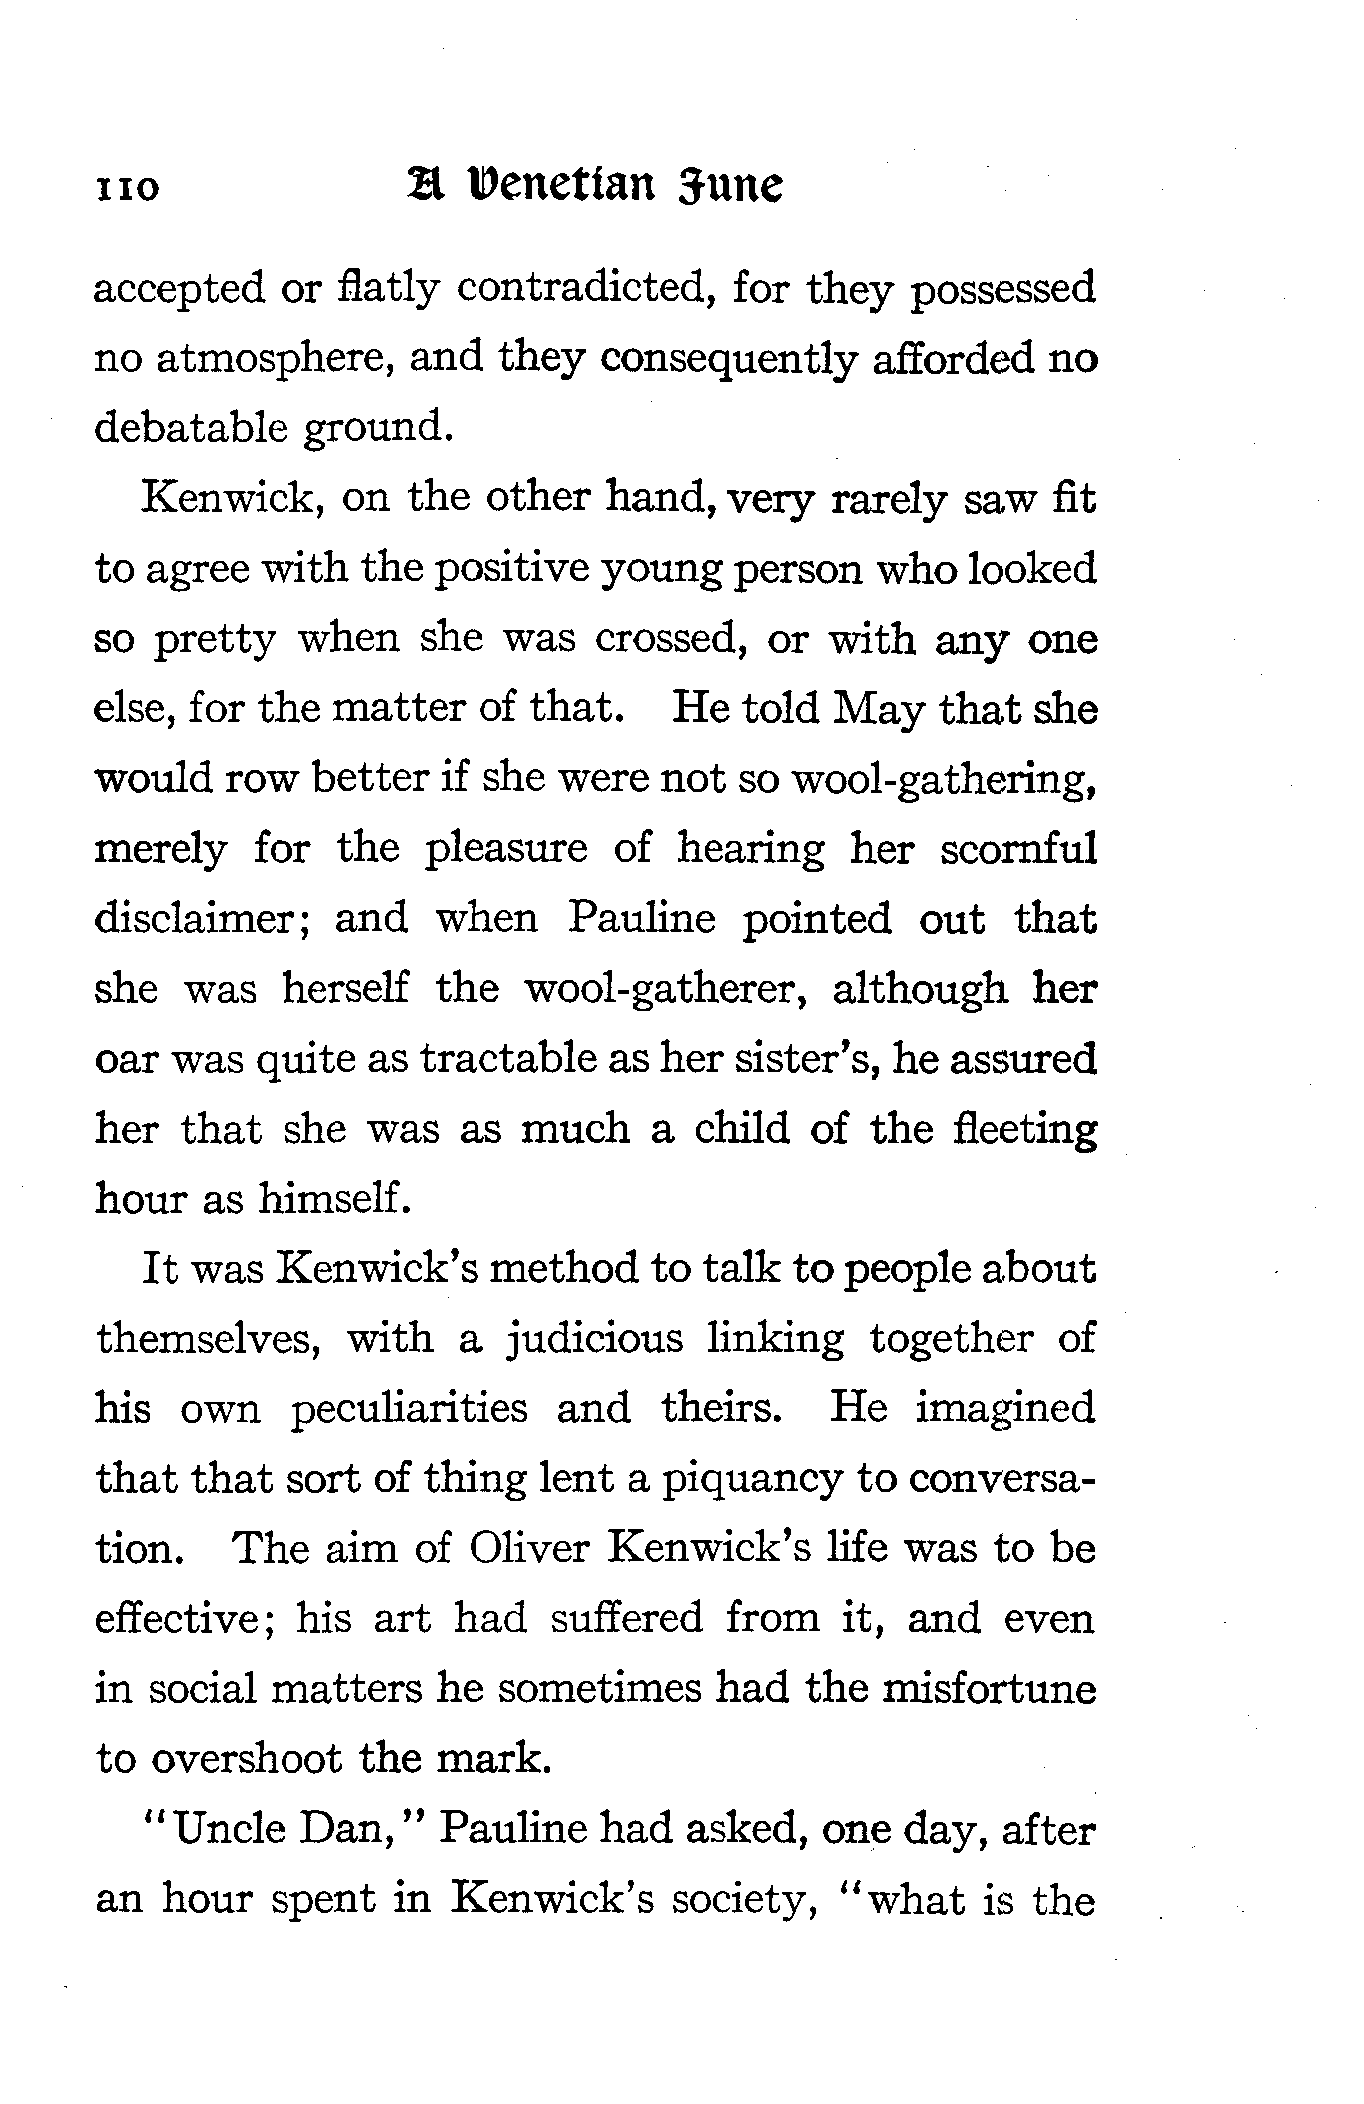 110 A Venetian June
accepted or flatly contradicted, for they possessed
no atmosphere, and they consequently afforded no
debatable ground.
Kenwick, on the other hand, very rarely saw fit
to agree with the positive young person who looked
so pretty when she was crossed, or with any one
else, for the matter of that. He told May that she
would row better if she were not so wool-gathering,
merely for the pleasure of hearing her scornful
disclaimer; and when Pauline pointed out that
she was herself the wool-gatherer, although her
oar was quite as tractable as her sister's, he assured
her that she was as much a child of the fleeting
hour as himself.
It was Kenwick's method to talk to people about
themselves, with a judicious linking together of
his own peculiarities and theirs. He imagined
that that sort of thing lent a piquancy to conversa-
tion. The aim of Oliver Kenwick's life was to be
effective; his art had suffered from it, and even
in social matters he sometimes had the misfortune
to overshoot the mark.
"Uncle Dan," Pauline had asked, one day, after
an hour spent in Kenwick's society, "what is the